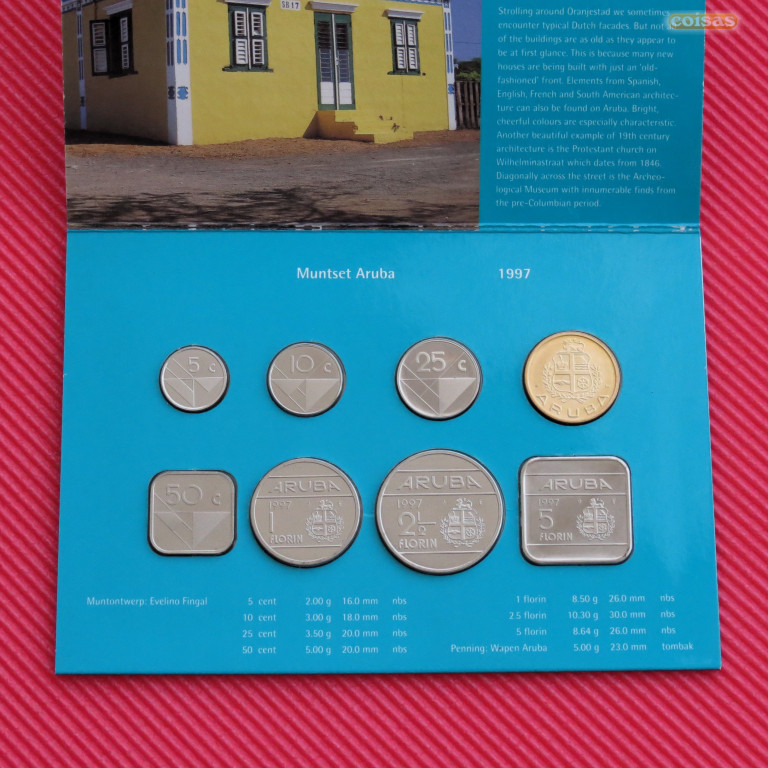 coisas
SB 17
Strolling around Oranjestad we sometimes
encounter typical Dutch facades. But not
of the buildings are as old as they appear to
be at first glance. This is because many new
houses are being built with just an 'old-
fashioned' front. Elements from Spanish,
English, French and South American architec-
ture can also be found on Aruba. Bright,
cheerful colours are especially characteristic.
Another beautiful example of 19th century
architecture is the Protestant church on
Wilhelminastraat which dates from 1846.
Diagonally across the street is the Archeo-
logical Museum with innumerable finds from
the pre-Columbian period.
Muntset Aruba 1997
5 c
10 c
25 c
ARUBA
50 c
ARUBA
1997
1
FLORIN
ARUBA
1997
2½
FLORIN
ARUBA
1997
5
FLORIN
Muntontwerp: Evelino Fingal 5 cent 2.00 g 16.0 mm nbs
10 cent 3.00 g 18.0 mm nbs
25 cent 3.50 g 20.0 mm nbs
50 cent 5.00 g 20.0 mm nbs
1 florin 8.50 g 26.0 mm nbs
2.5 florin 10.30 g 30.0 mm nbs
5 florin 8.64 g 26.0 mm nbs
Penning: Wapen Aruba 5.00 g 23.0 mm tombak